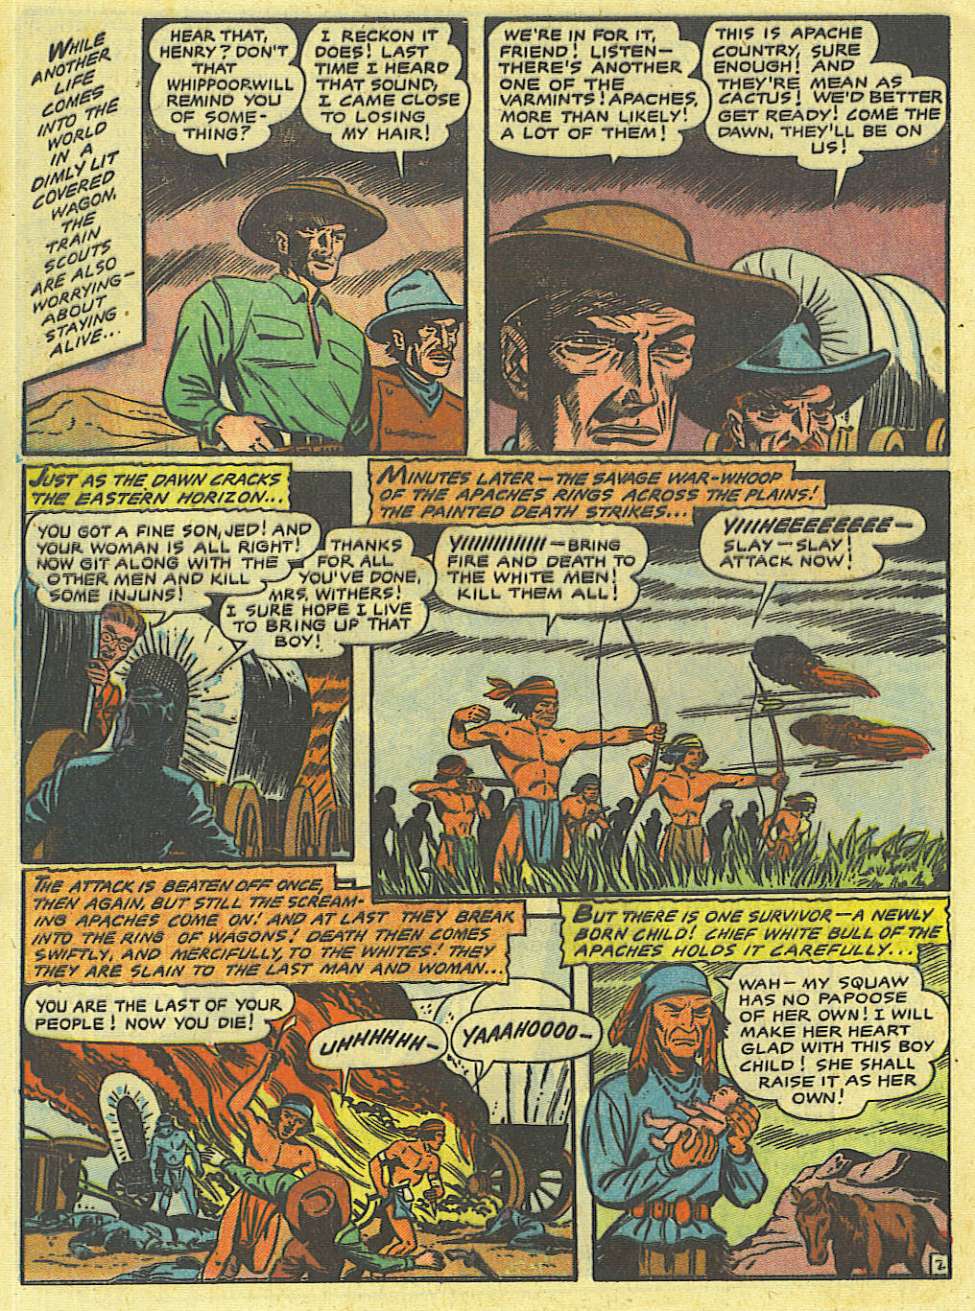 WHILE
ANOTHER
LIFE
COMES
INTO THE
WORLD
IN A
DIMLY LIT
COVERED
WAGON,
THE
TRAIN
SCOUTS
ARE ALSO
WORRYING—
ABOUT
STAYING
ALIVE...
HEAR THAT,
HENRY? DON'T
THAT
WHIPPOORWILL
REMIND YOU
OF SOME-
THING?
I RECKON IT
DOES! LAST
TIME I HEARD
THAT SOUND,
I CAME CLOSE
TO LOSING
MY HAIR!
WE'RE IN FOR IT,
FRIEND! LISTEN—
THERE'S ANOTHER
ONE OF THE
VARMINTS! APACHES,
MORE THAN LIKELY!
A LOT OF THEM!
THIS IS APACHE
COUNTRY, SURE
ENOUGH! AND
THEY'RE MEAN AS
CACTUS! WE'D BETTER
GET READY! COME THE
DAWN, THEY'LL BE ON
US!
JUST AS THE DAWN CRACKS
THE EASTERN HORIZON...
YOU GOT A FINE SON, JED! AND
YOUR WOMAN IS ALL RIGHT!
NOW GIT ALONG WITH THE
OTHER MEN AND KILL
SOME INJUNS!
THANKS
FOR ALL
YOU'VE DONE,
MRS. WITHERS!
I SURE HOPE I LIVE
TO BRING UP THAT
BOY!
MINUTES LATER—THE SAVAGE WAR-WHOOP
OF THE APACHES RINGS ACROSS THE PLAINS!
THE PAINTED DEATH STRIKES...
YIIIIIIIIIIIII—BRING
FIRE AND DEATH TO
THE WHITE MEN!
KILL THEM ALL!
YIIIHEEEEEEEE—
SLAY—SLAY!
ATTACK NOW!
THE ATTACK IS BEATEN OFF ONCE,
THEN AGAIN, BUT STILL THE SCREAM-
ING APACHES COME ON! AND AT LAST THEY BREAK
INTO THE RING OF WAGONS! DEATH THEN COMES
SWIFTLY, AND MERCIFULLY, TO THE WHITES! THEY
THEY ARE SLAIN TO THE LAST MAN AND WOMAN...
YOU ARE THE LAST OF YOUR
PEOPLE! NOW YOU DIE!
UHHHHHH—
YAAAHOOOO—
BUT THERE IS ONE SURVIVOR—A NEWLY
BORN CHILD! CHIEF WHITE BULL OF THE
APACHES HOLDS IT CAREFULLY...
WAH—MY SQUAW
HAS NO PAPOOSE
OF HER OWN! I WILL
MAKE HER HEART
GLAD WITH THIS BOY
CHILD! SHE SHALL
RAISE IT AS HER
OWN!
2